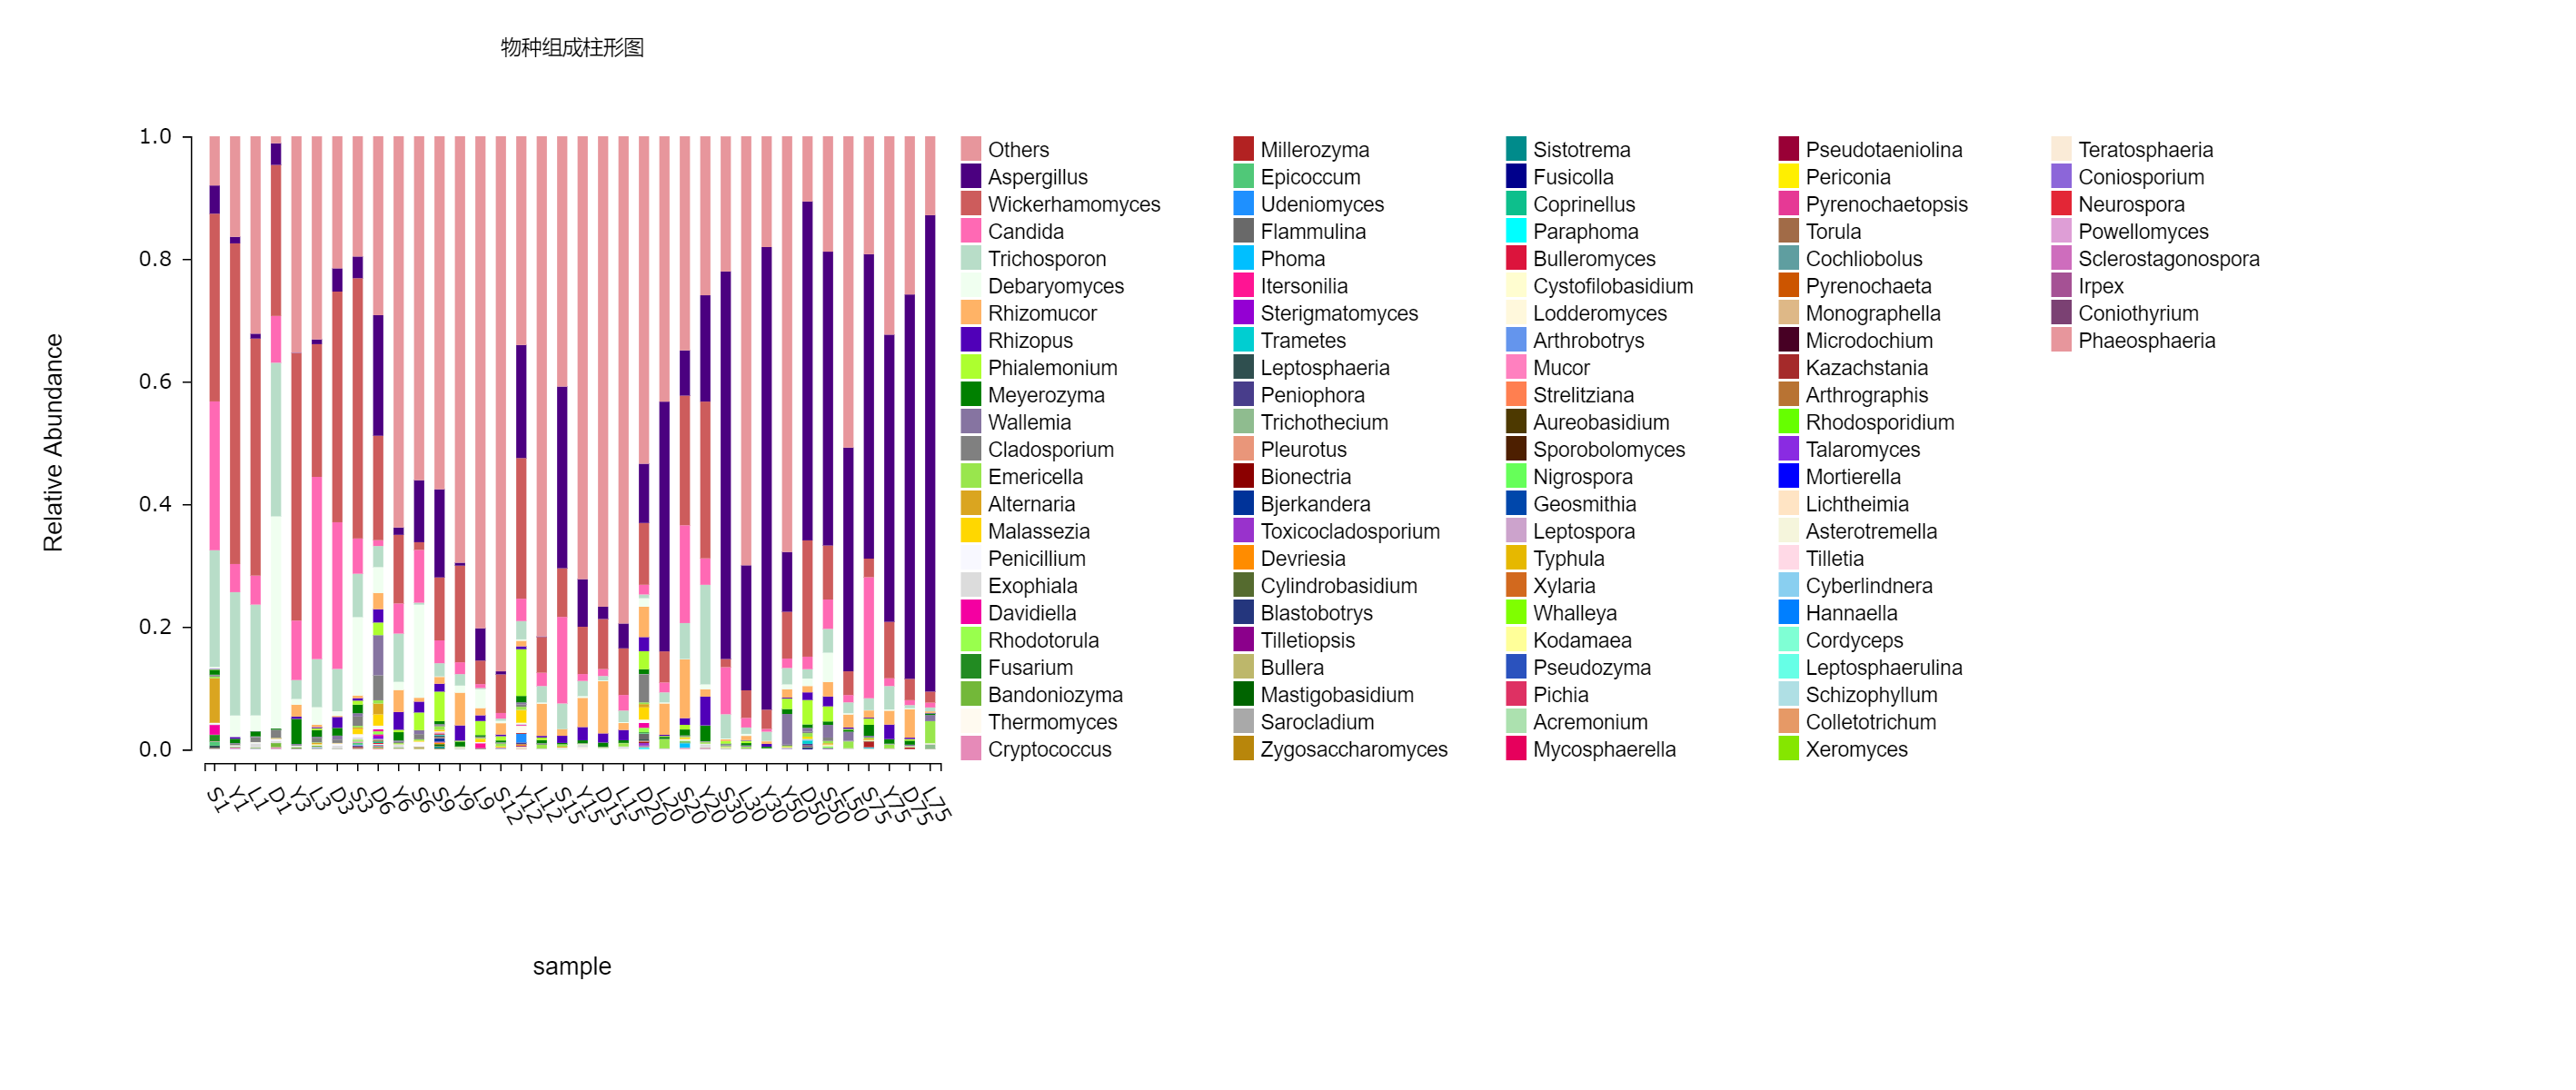 物种组成柱形图
Relative Abundance
1.0
0.8
0.6
0.4
0.2
0.0
S1
Y1
L1
D1
Y3
L3
D3
S3
D6
Y6
S6
S9
Y9
L9
S12
Y12
L12
S15
Y15
D15
L15
D20
L20
S20
Y20
S30
L30
Y30
Y50
D50
S50
L50
S75
Y75
D75
L75
sample
Others
Aspergillus
Wickerhamomyces
Candida
Trichosporon
Debaryomyces
Rhizomucor
Rhizopus
Phialemonium
Meyerozyma
Wallemia
Cladosporium
Emericella
Alternaria
Malassezia
Penicillium
Exophiala
Davidiella
Rhodotorula
Fusarium
Bandoniozyma
Thermomyces
Cryptococcus
Millerozyma
Epicoccum
Udeniomyces
Flammulina
Phoma
Itersonilia
Sterigmatomyces
Trametes
Leptosphaeria
Peniophora
Trichothecium
Pleurotus
Bionectria
Bjerkandera
Toxicocladosporium
Devriesia
Cylindrobasidium
Blastobotrys
Tilletiopsis
Bullera
Mastigobasidium
Sarocladium
Zygosaccharomyces
Sistotrema
Fusicolla
Coprinellus
Paraphoma
Bulleromyces
Cystofilobasidium
Lodderomyces
Arthrobotrys
Mucor
Strelitziana
Aureobasidium
Sporobolomyces
Nigrospora
Geosmithia
Leptospora
Typhula
Xylaria
Whalleya
Kodamaea
Pseudozyma
Pichia
Acremonium
Mycosphaerella
Pseudotaeniolina
Periconia
Pyrenochaetopsis
Torula
Cochliobolus
Pyrenochaeta
Monographella
Microdochium
Kazachstania
Arthrographis
Rhodosporidium
Talaromyces
Mortierella
Lichtheimia
Asterotremella
Tilletia
Cyberlindnera
Hannaella
Cordyceps
Leptosphaerulina
Schizophyllum
Colletotrichum
Xeromyces
Teratosphaeria
Coniosporium
Neurospora
Powellomyces
Sclerostagonospora
Irpex
Coniothyrium
Phaeosphaeria